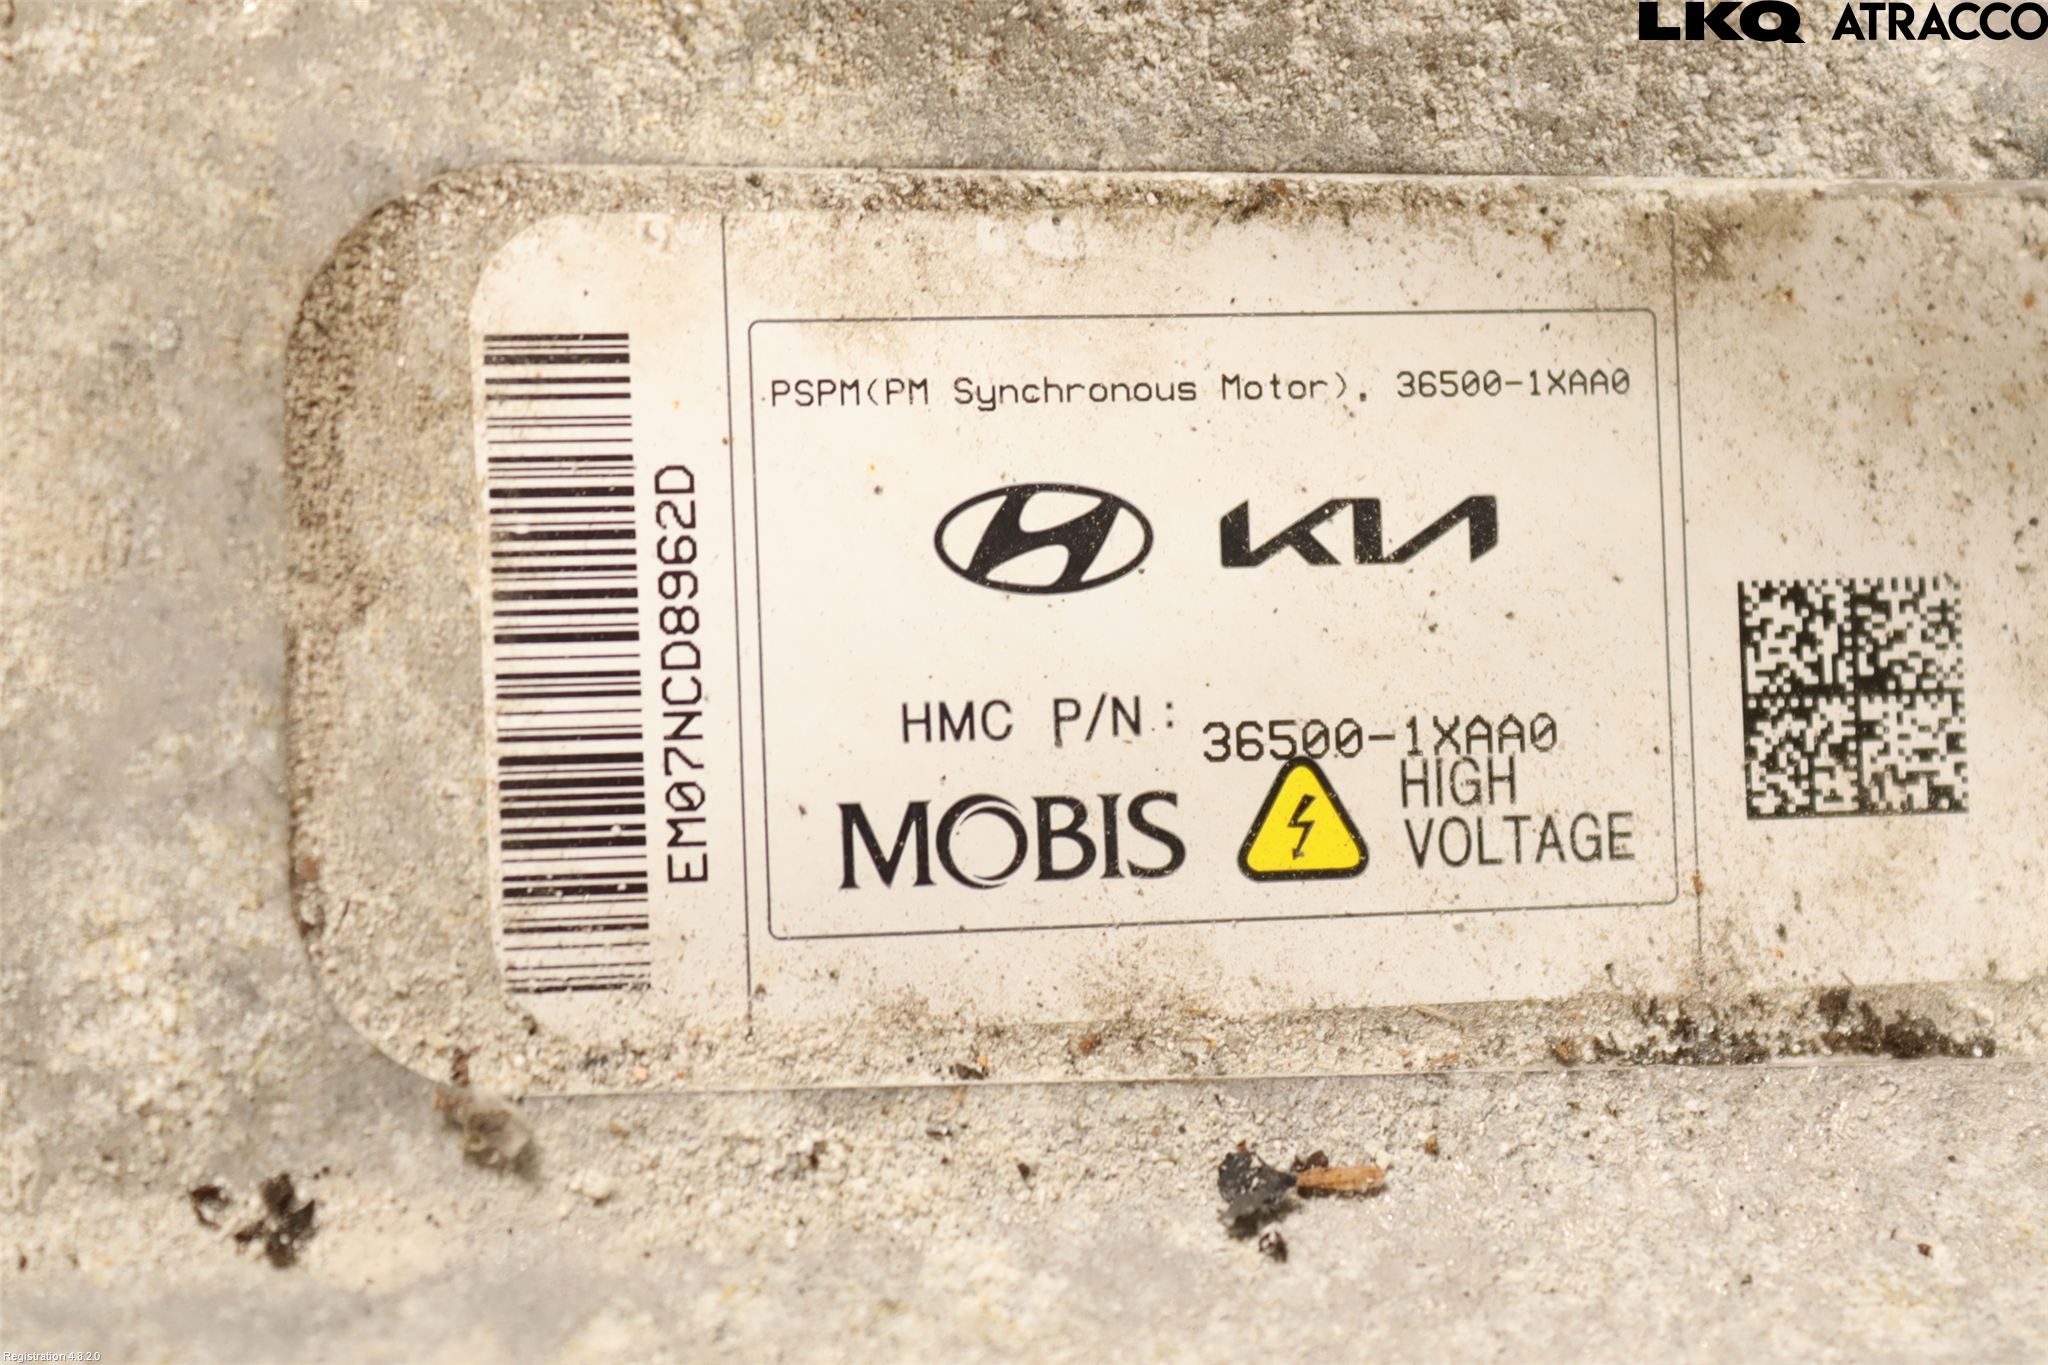 LKQ ATRACCO
EM07NCD8962D
PSPM(PM Synchronous Motor), 36500-1XAA0
KIA
HMC P/N: 36500-1XAA0
MOBIS
HIGH
VOLTAGE
Registration 4.8.2.0